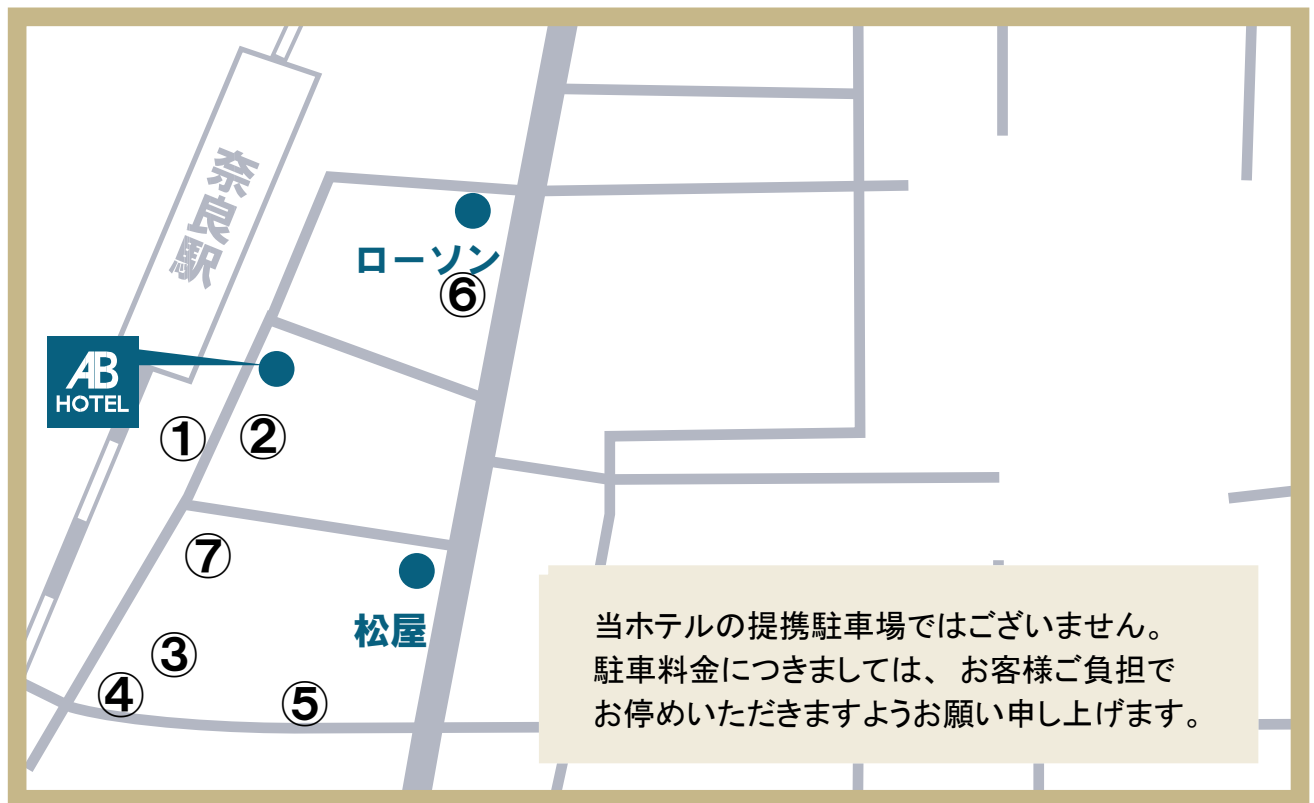 奈良駅
ローソン
⑥
AB
HOTEL
①
②
⑦
松屋
③
④
⑤
当ホテルの提携駐車場ではございません。
駐車料金につきましては、お客様ご負担で
お停めいただきますようお願い申し上げます。